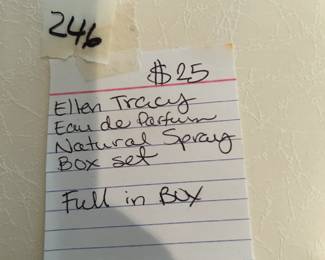 246
$25
Ellen Tracy
Eau de Parfum
Natural Spray
Box set
Full in Box